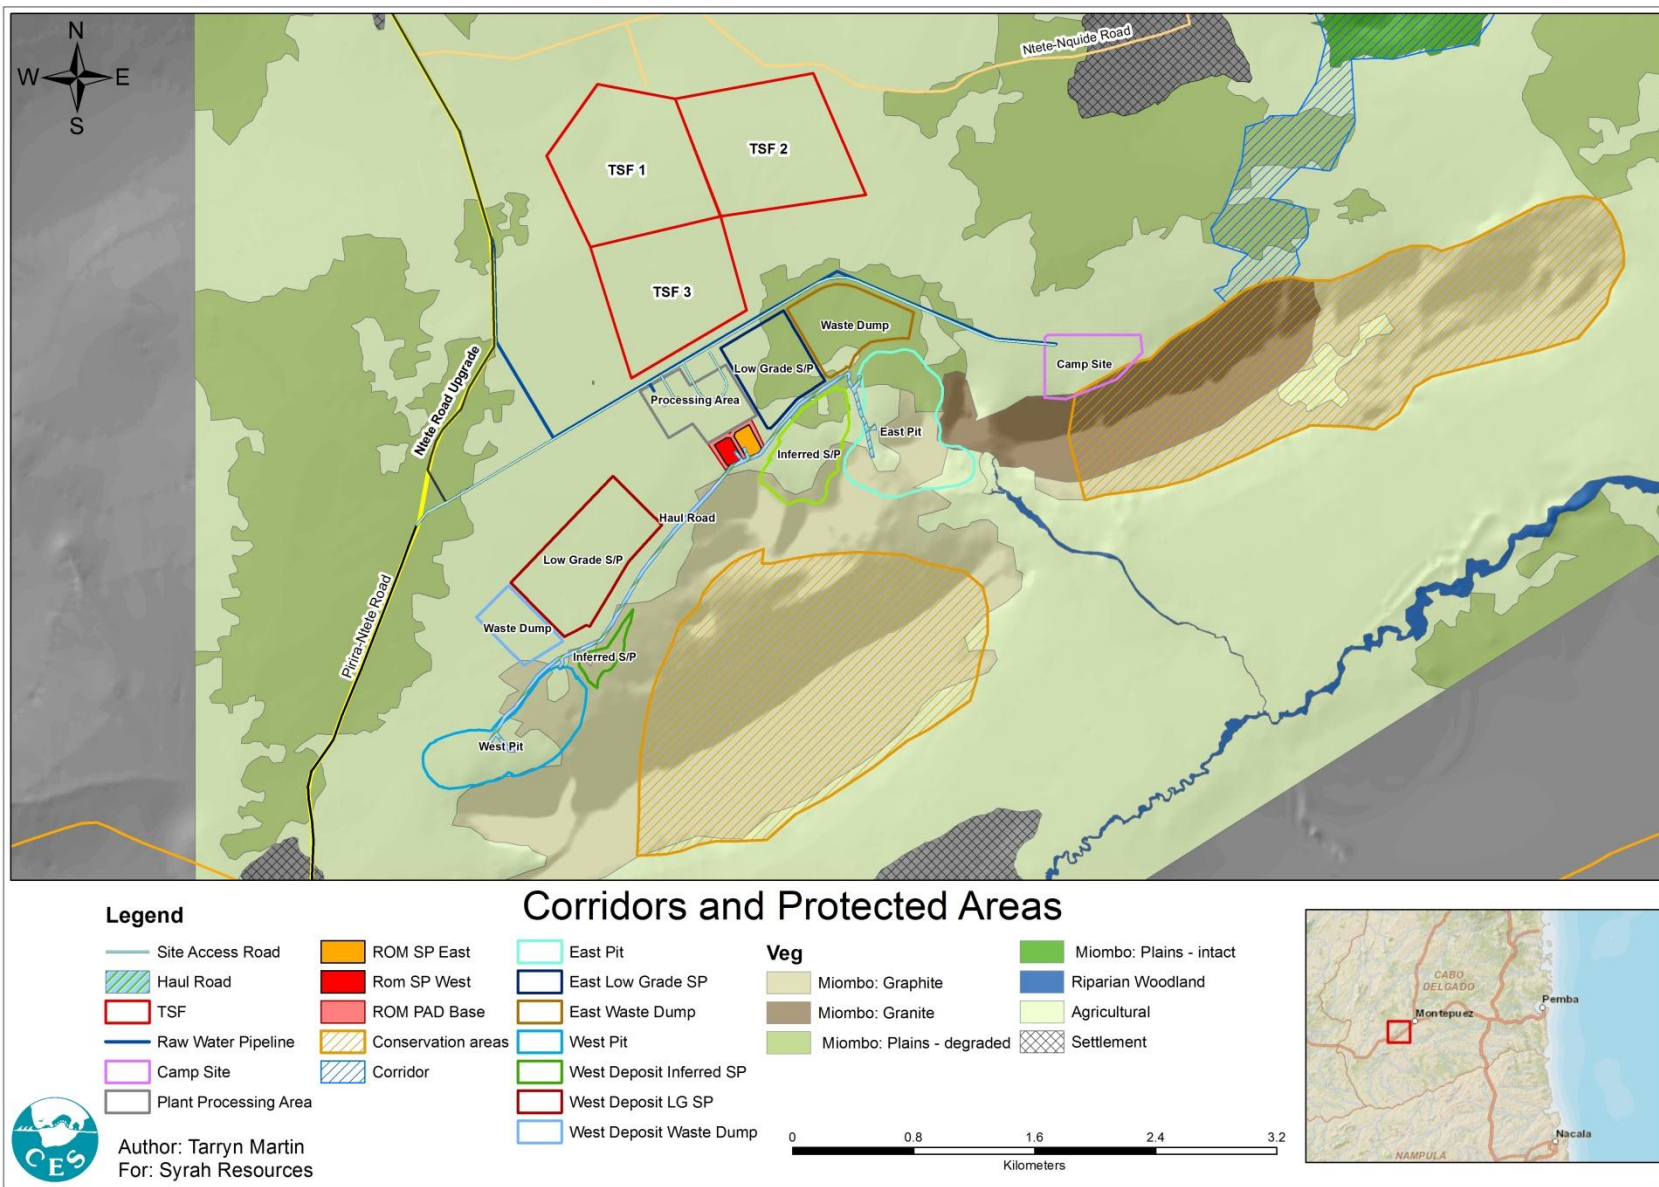 N
W E
S
Ntete-Nquide Road
TSF 1
TSF 2
TSF 3
Waste Dump
Low Grade S/P
Camp Site
Processing Area
Ntete Road Upgrade
East Pit
Inferred S/P
Haul Road
Low Grade S/P
Pirira-Ntete Road
Waste Dump
Inferred S/P
West Pit
Corridors and Protected Areas
Legend
Site Access Road
Haul Road
TSF
Raw Water Pipeline
Camp Site
Plant Processing Area
ROM SP East
Rom SP West
ROM PAD Base
Conservation areas
Corridor
East Pit
East Low Grade SP
East Waste Dump
West Pit
West Deposit Inferred SP
West Deposit LG SP
West Deposit Waste Dump
Veg
Miombo: Graphite
Miombo: Granite
Miombo: Plains - degraded
Miombo: Plains - intact
Riparian Woodland
Agricultural
Settlement
CES
Author: Tarryn Martin
For: Syrah Resources
0 0.8 1.6 2.4 3.2
Kilometers
CABO
DELGADO
Pemba
Montepuez
Nacala
NAMPULA